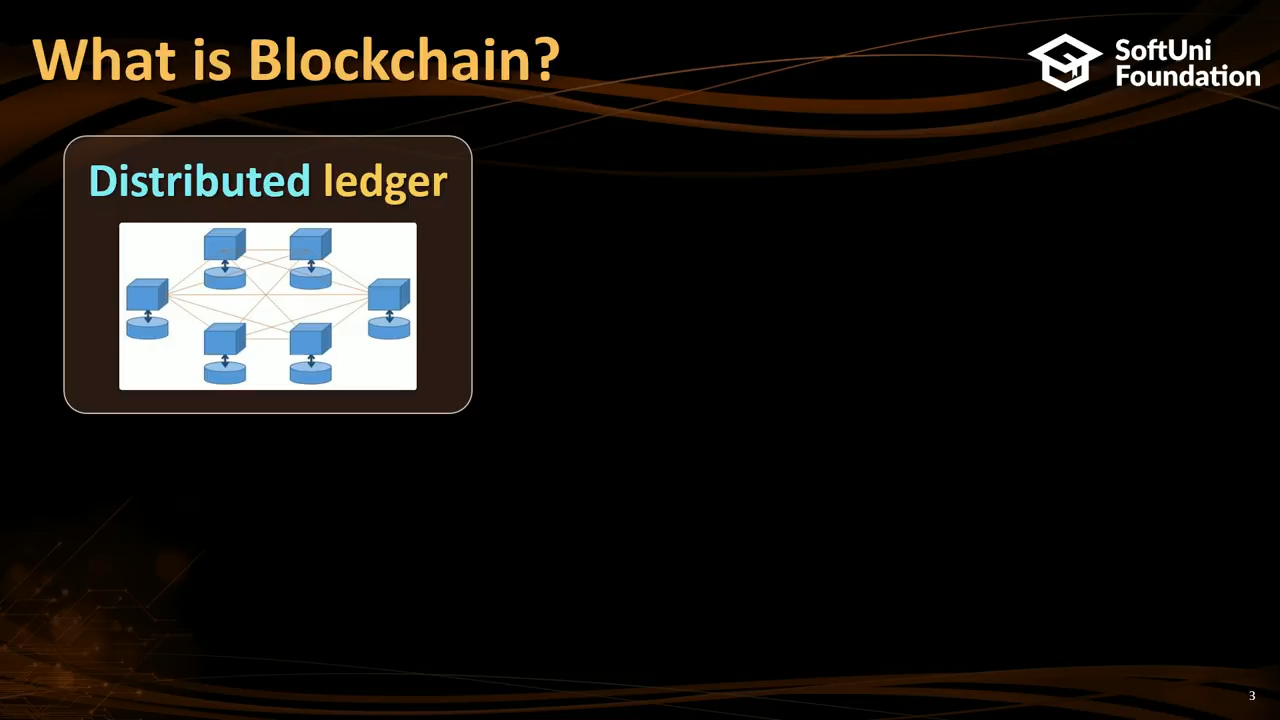 What is Blockchain?
SoftUni
Foundation
Distributed ledger
3